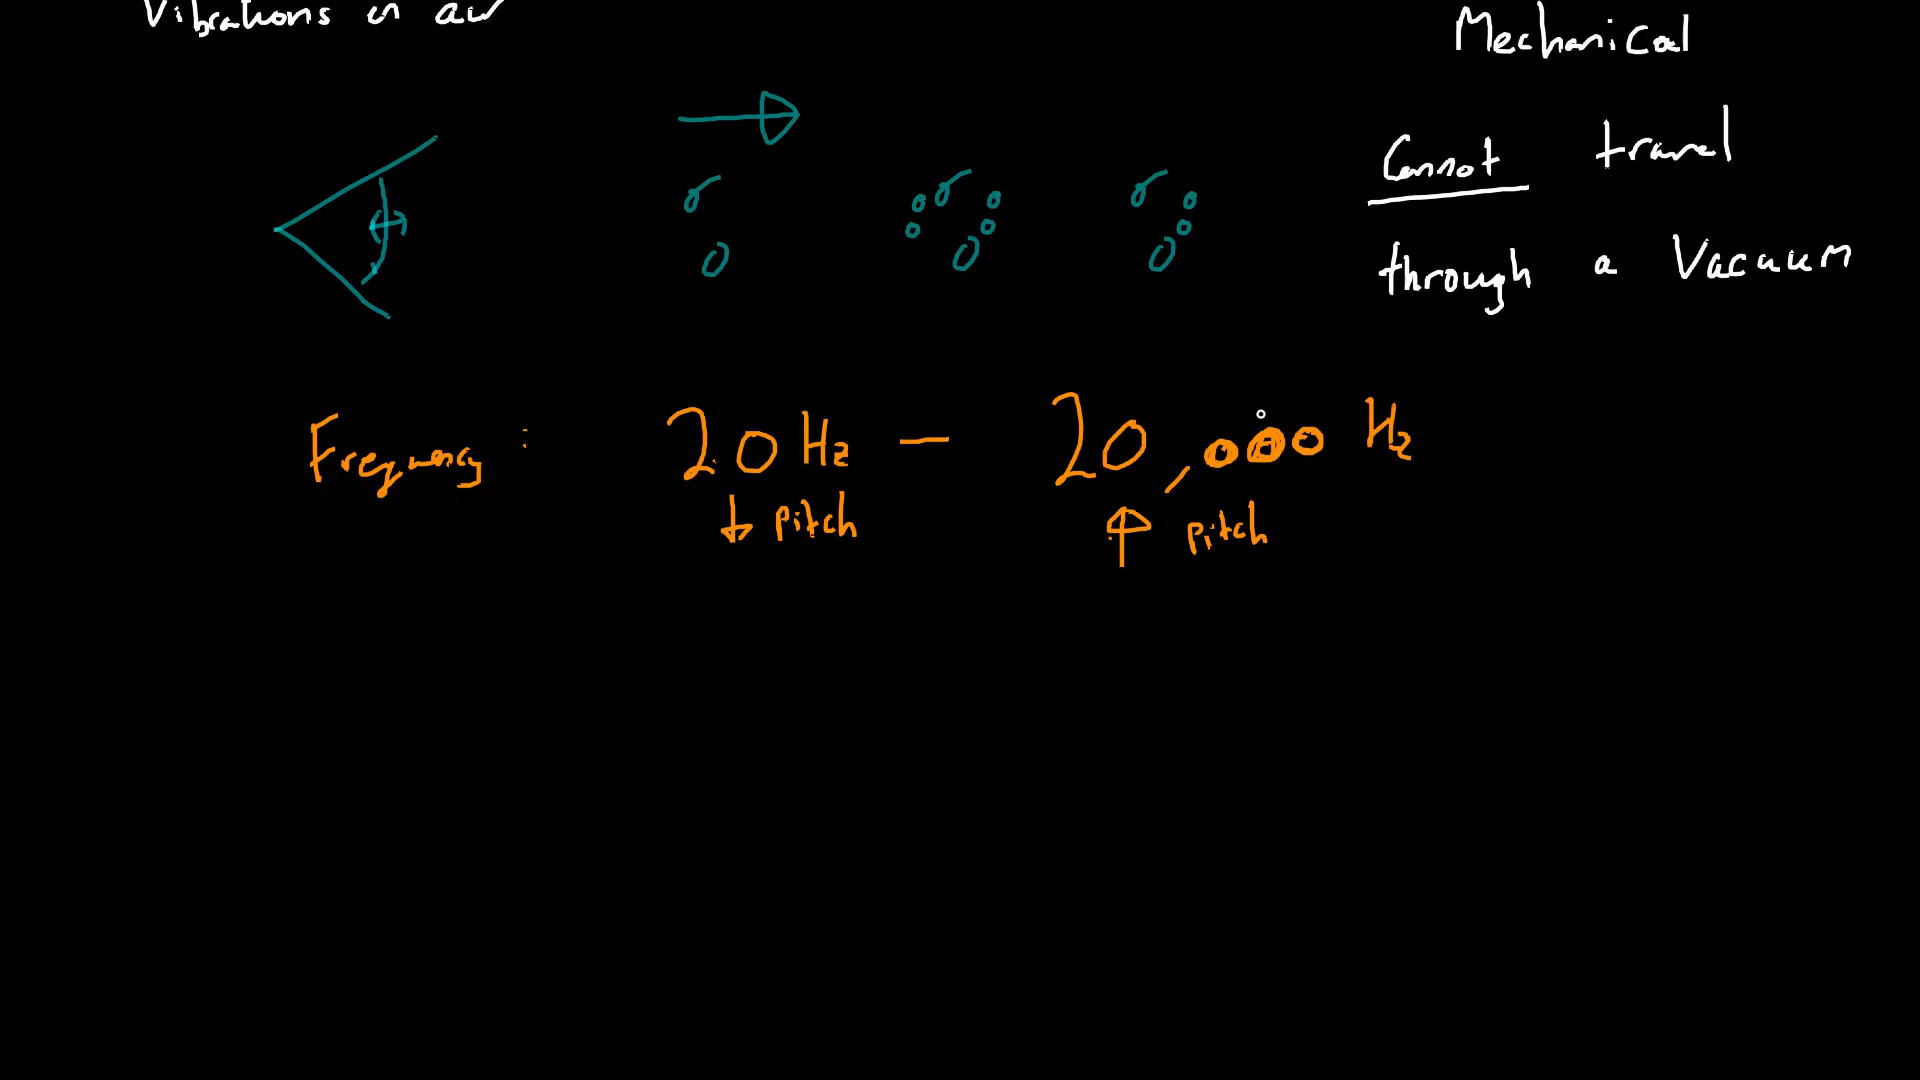 Vibrations in air
Mechanical
Cannot travel
through a Vacuum
Frequency: 20 Hz - 20,000 Hz
↓ pitch ↑ pitch